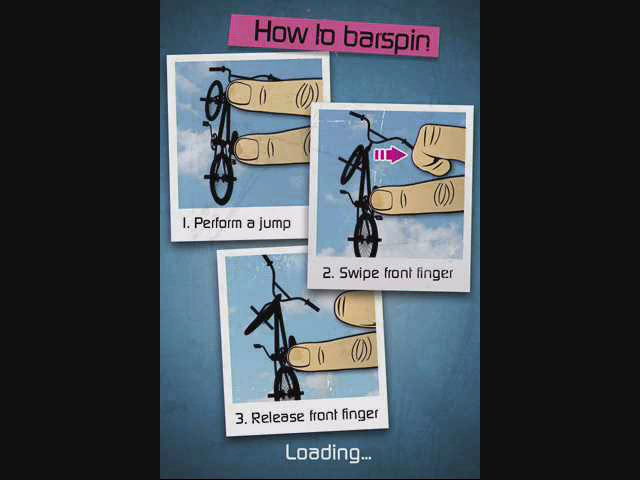 How to barspin
1. Perform a jump
2. Swipe front finger
3. Release front finger
Loading...